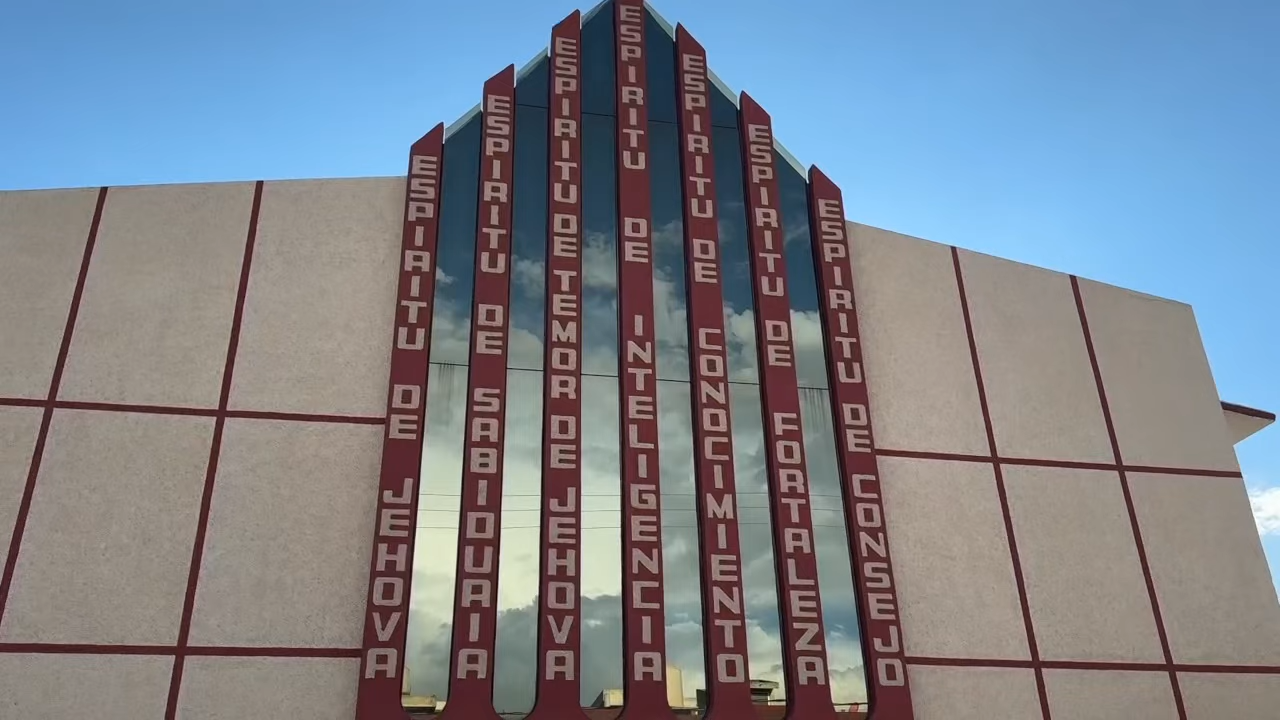 ESPIRITU DE JEHOVA
ESPIRITU DE SABIDURIA
ESPIRITU DE TEMOR DE JEHOVA
ESPIRITU DE INTELIGENCIA
ESPIRITU DE CONOCIMIENTO
ESPIRITU DE FORTALEZA
ESPIRITU DE CONSEJO